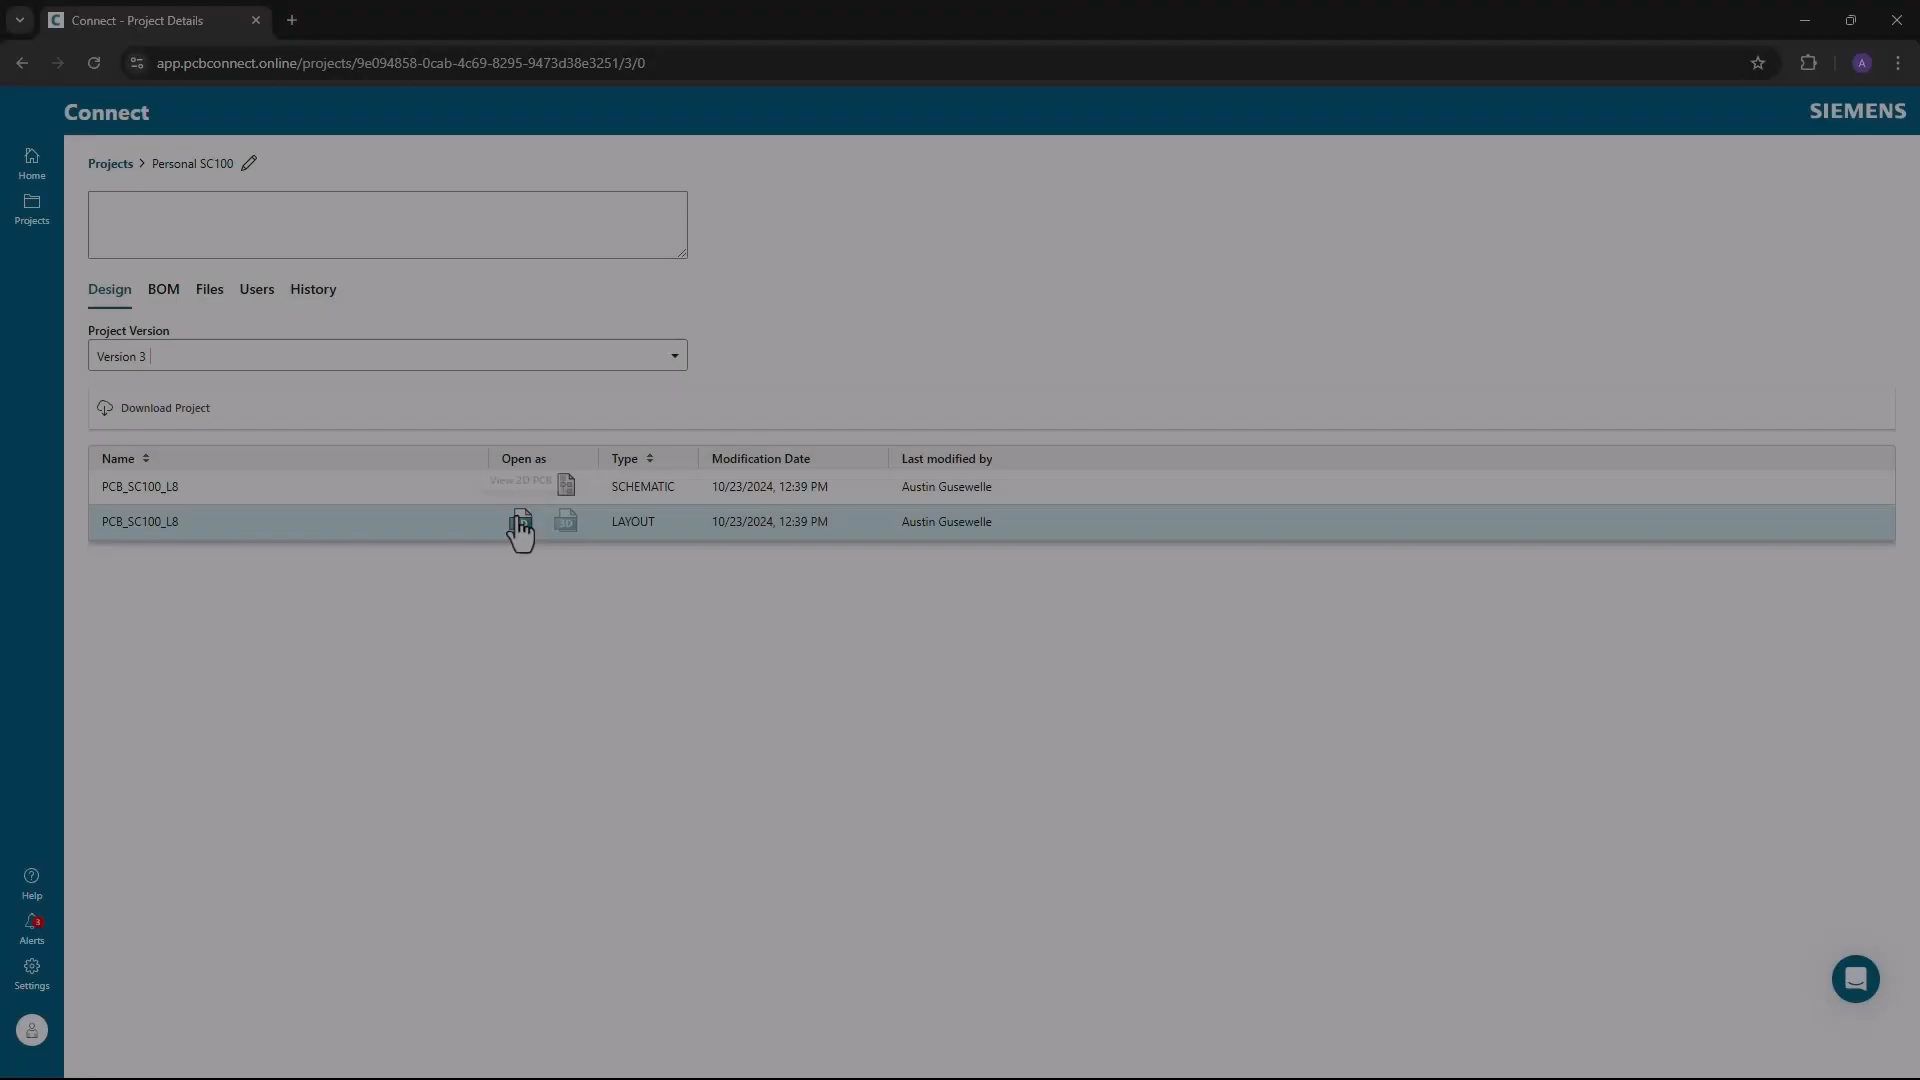 Connect - Project Details
app.pcbconnect.online/projects/9e094858-0cab-4c69-8295-9473d38e3251/3/0
A
Connect
SIEMENS
Home
Projects
Projects > Personal SC100
Design BOM Files Users History
Project Version
Version 3
Download Project
Name Open as Type Modification Date Last modified by
View 2D PCB
PCB_SC100_L8 SCHEMATIC 10/23/2024, 12:39 PM Austin Gusewelle
PCB_SC100_L8 3D LAYOUT 10/23/2024, 12:39 PM Austin Gusewelle
Help
3
Alerts
Settings